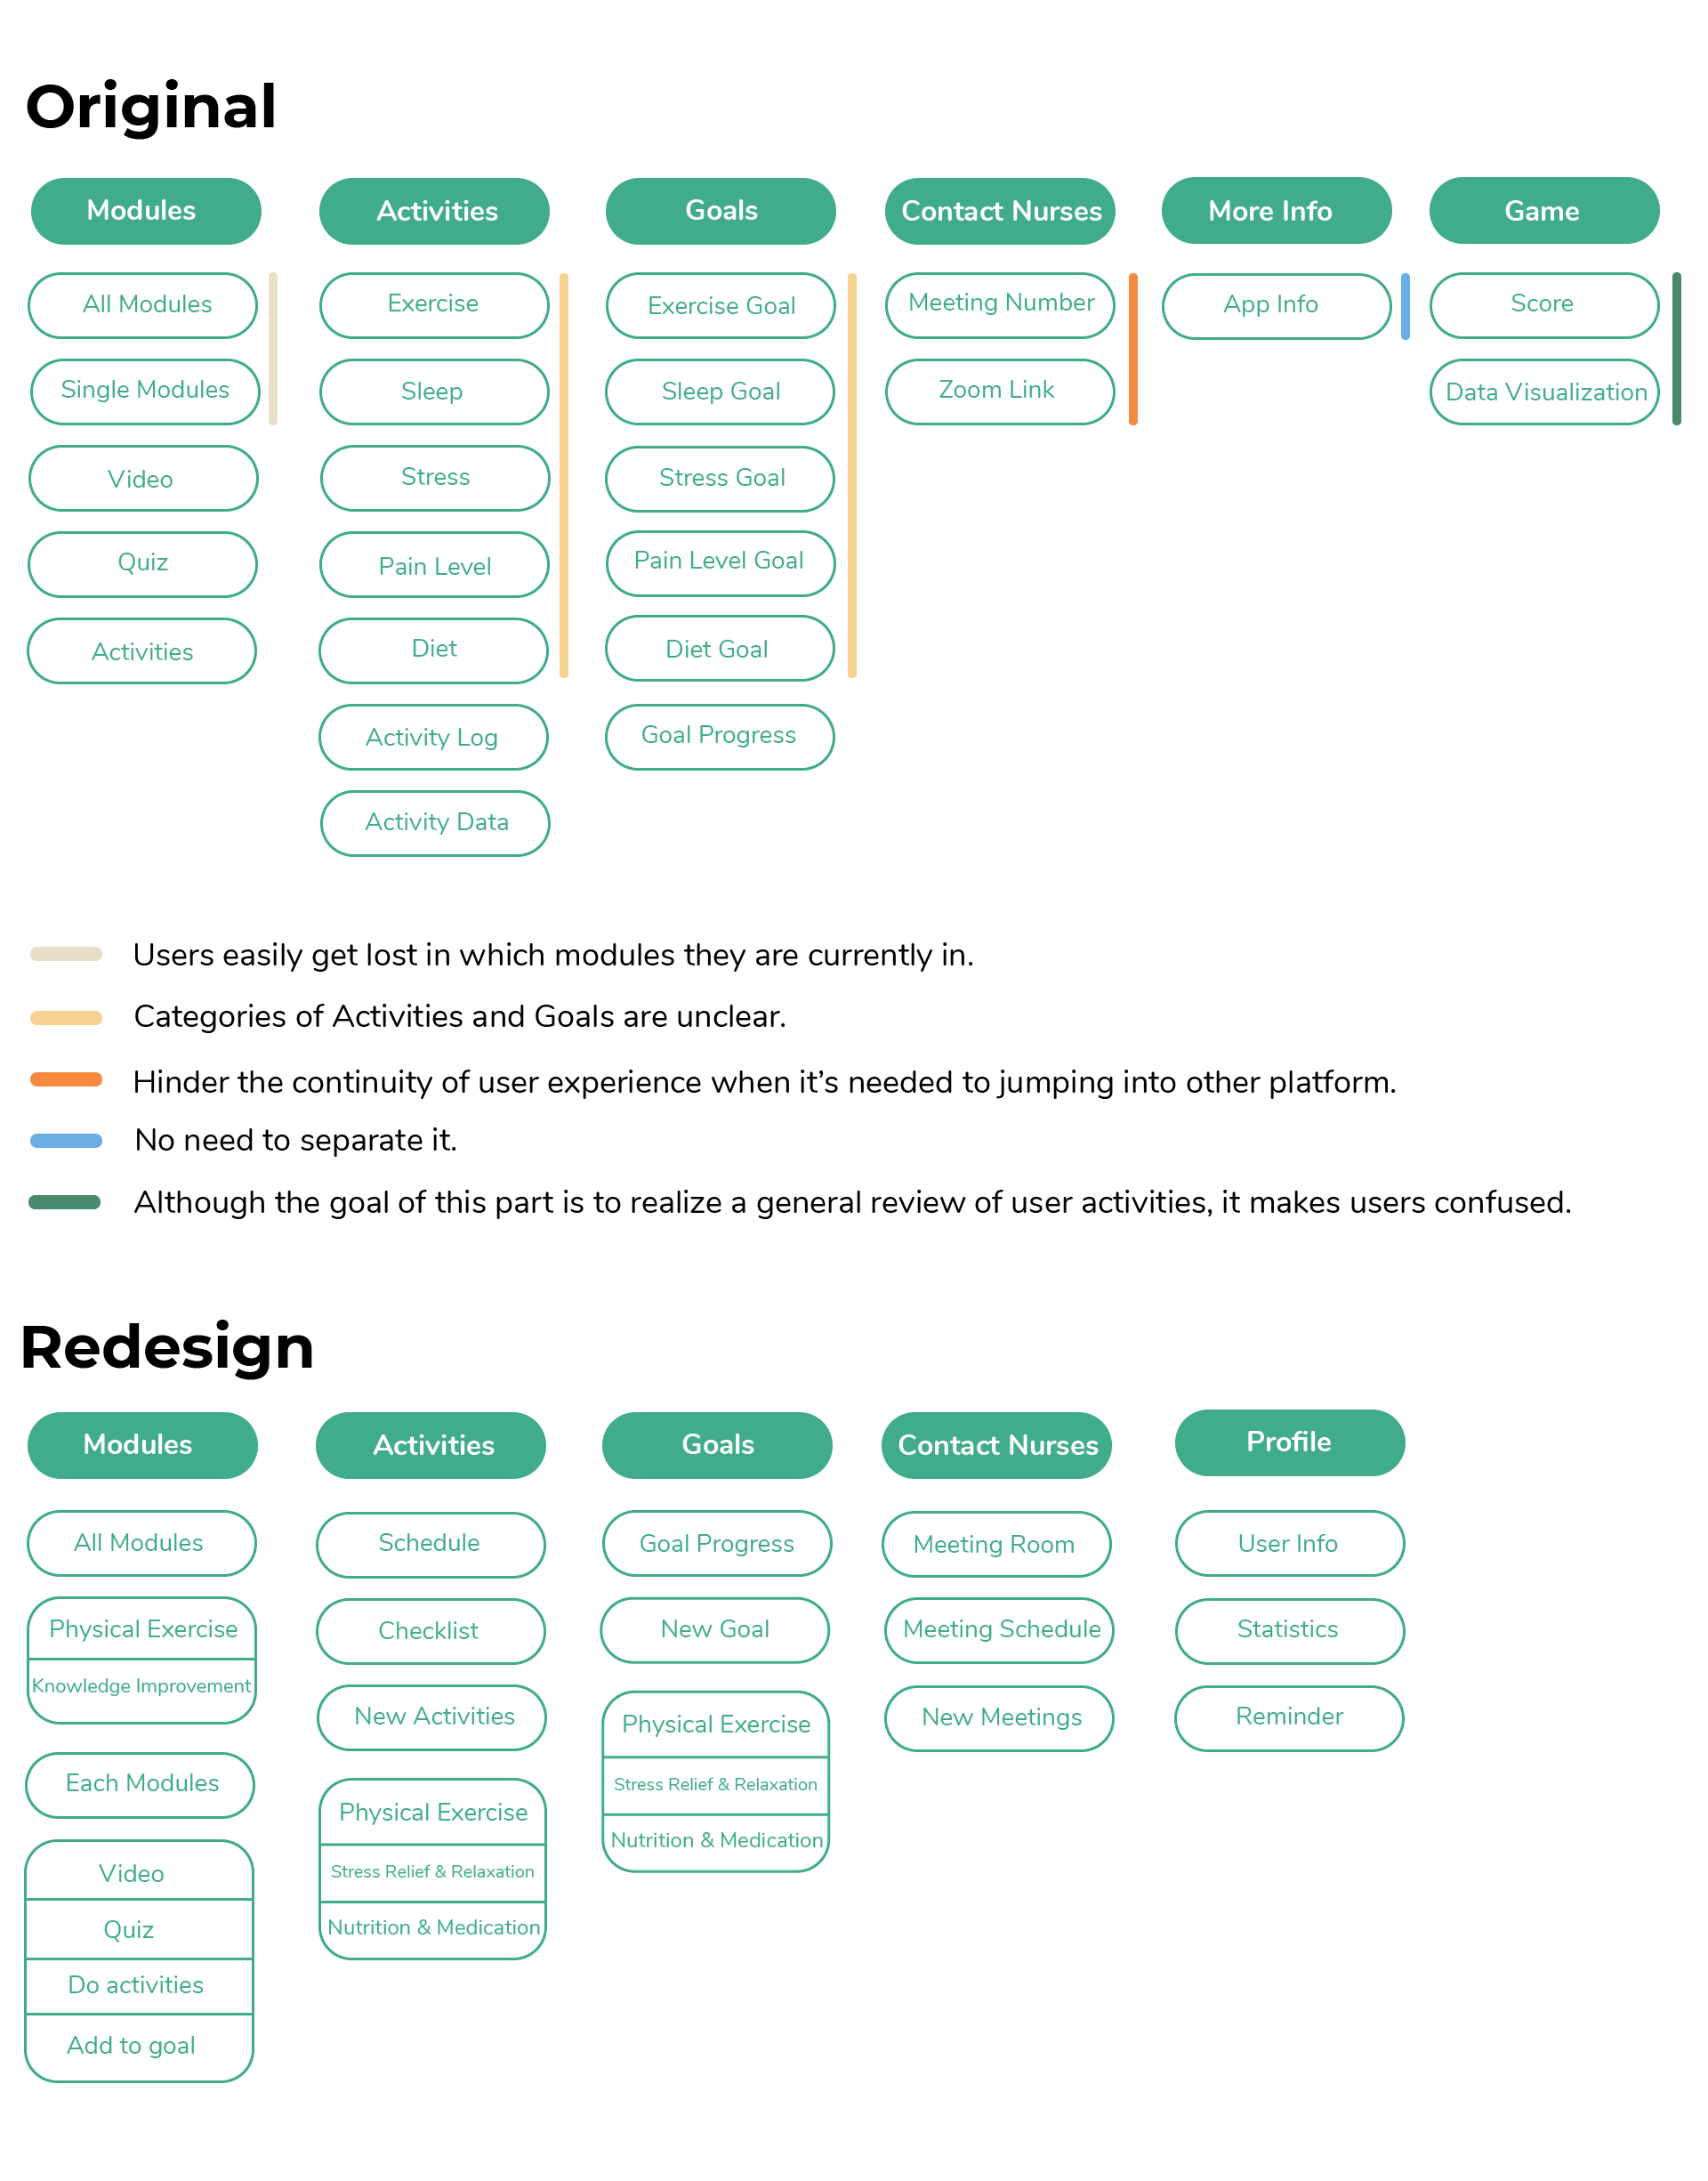 Original
Modules
Activities
Goals
Contact Nurses
More Info
Game
All Modules
Single Modules
Video
Quiz
Activities
Exercise
Sleep
Stress
Pain Level
Diet
Activity Log
Activity Data
Exercise Goal
Sleep Goal
Stress Goal
Pain Level Goal
Diet Goal
Goal Progress
Meeting Number
Zoom Link
App Info
Score
Data Visualization
Users easily get lost in which modules they are currently in.
Categories of Activities and Goals are unclear.
Hinder the continuity of user experience when it’s needed to jumping into other platform.
No need to separate it.
Although the goal of this part is to realize a general review of user activities, it makes users confused.
Redesign
Modules
Activities
Goals
Contact Nurses
Profile
All Modules
Physical Exercise
Knowledge Improvement
Each Modules
Video
Quiz
Do activities
Add to goal
Schedule
Checklist
New Activities
Physical Exercise
Stress Relief & Relaxation
Nutrition & Medication
Goal Progress
New Goal
Physical Exercise
Stress Relief & Relaxation
Nutrition & Medication
Meeting Room
Meeting Schedule
New Meetings
User Info
Statistics
Reminder